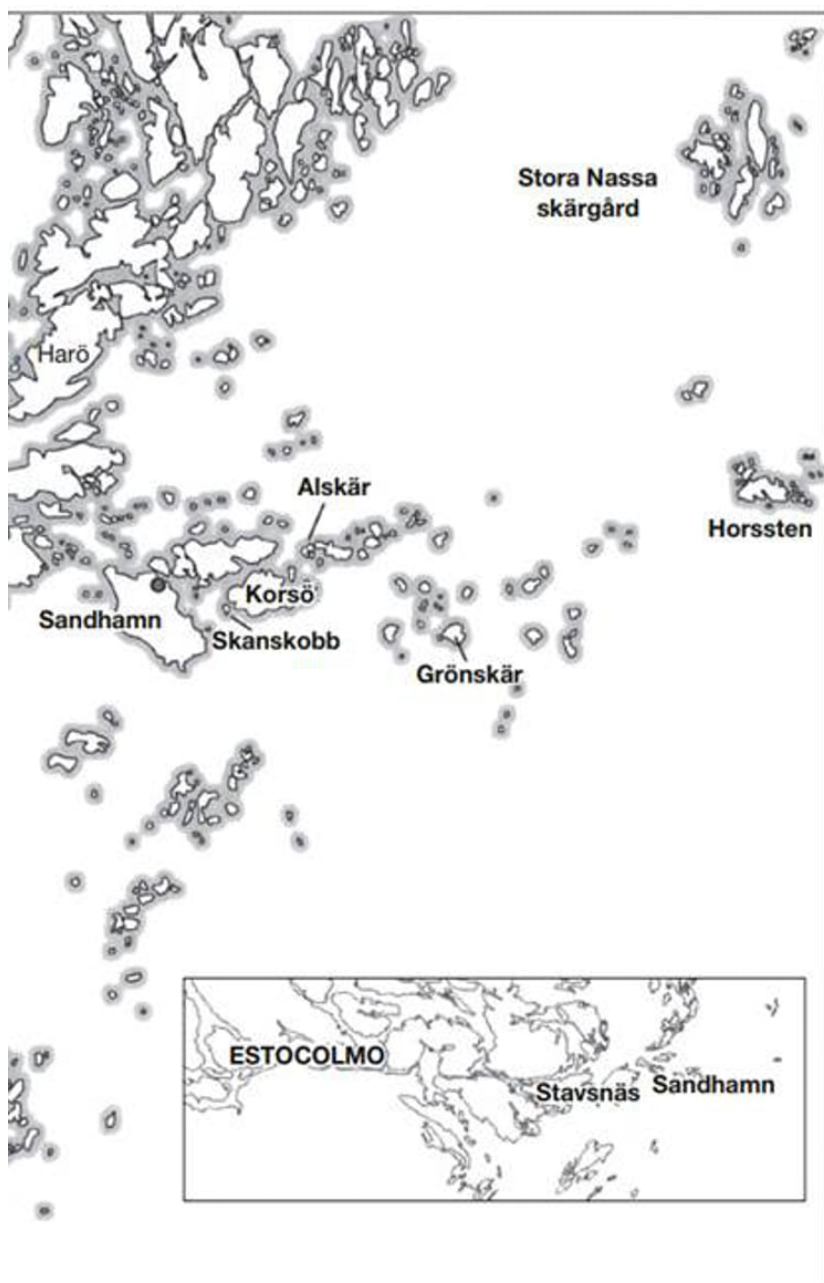 Stora Nassa
skärgård
Harö
Alskär
Horssten
Korsö
Sandhamn
Skanskobb
Grönskär
ESTOCOLMO
Stavsnäs
Sandhamn